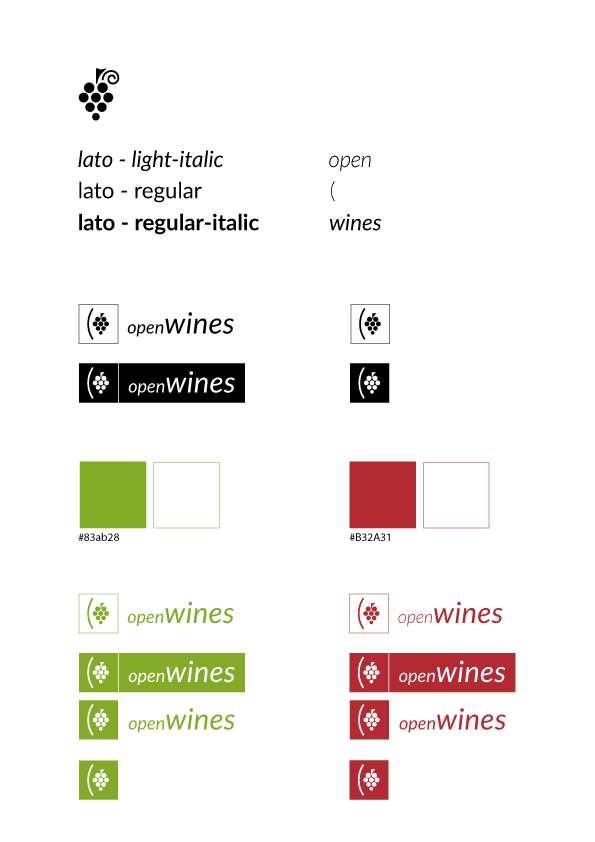 lato - light-italic open
lato - regular (
lato - regular-italic wines
( openwines (
( openwines (
#83ab28 #B32A31
( openwines ( openwines
( openwines ( openwines
( openwines ( openwines
( (